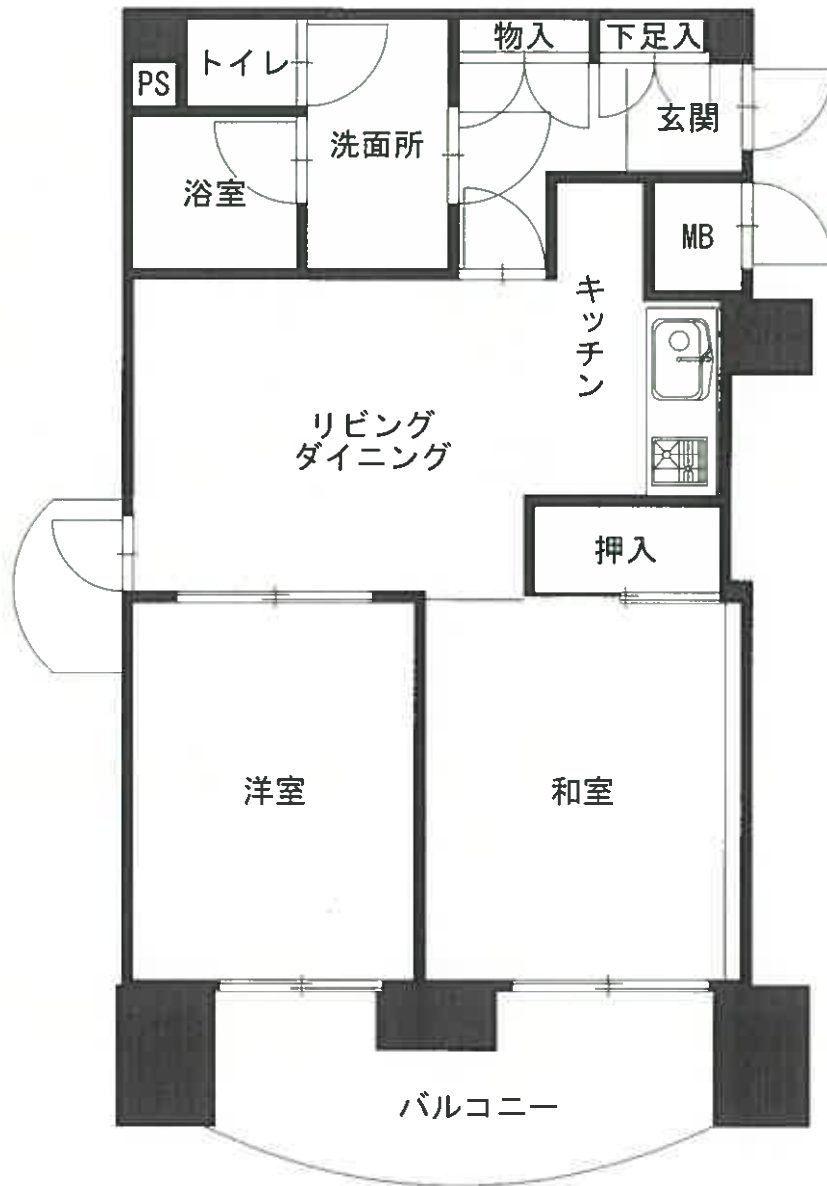 物入
下足入
トイレ
PS
玄関
洗面所
浴室
MB
キッチン
リビング
ダイニング
押入
洋室
和室
バルコニー